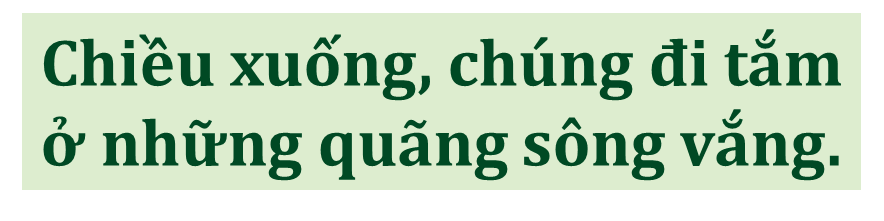 Chiều xuống, chúng đi tắm
ở những quãng sông vắng.